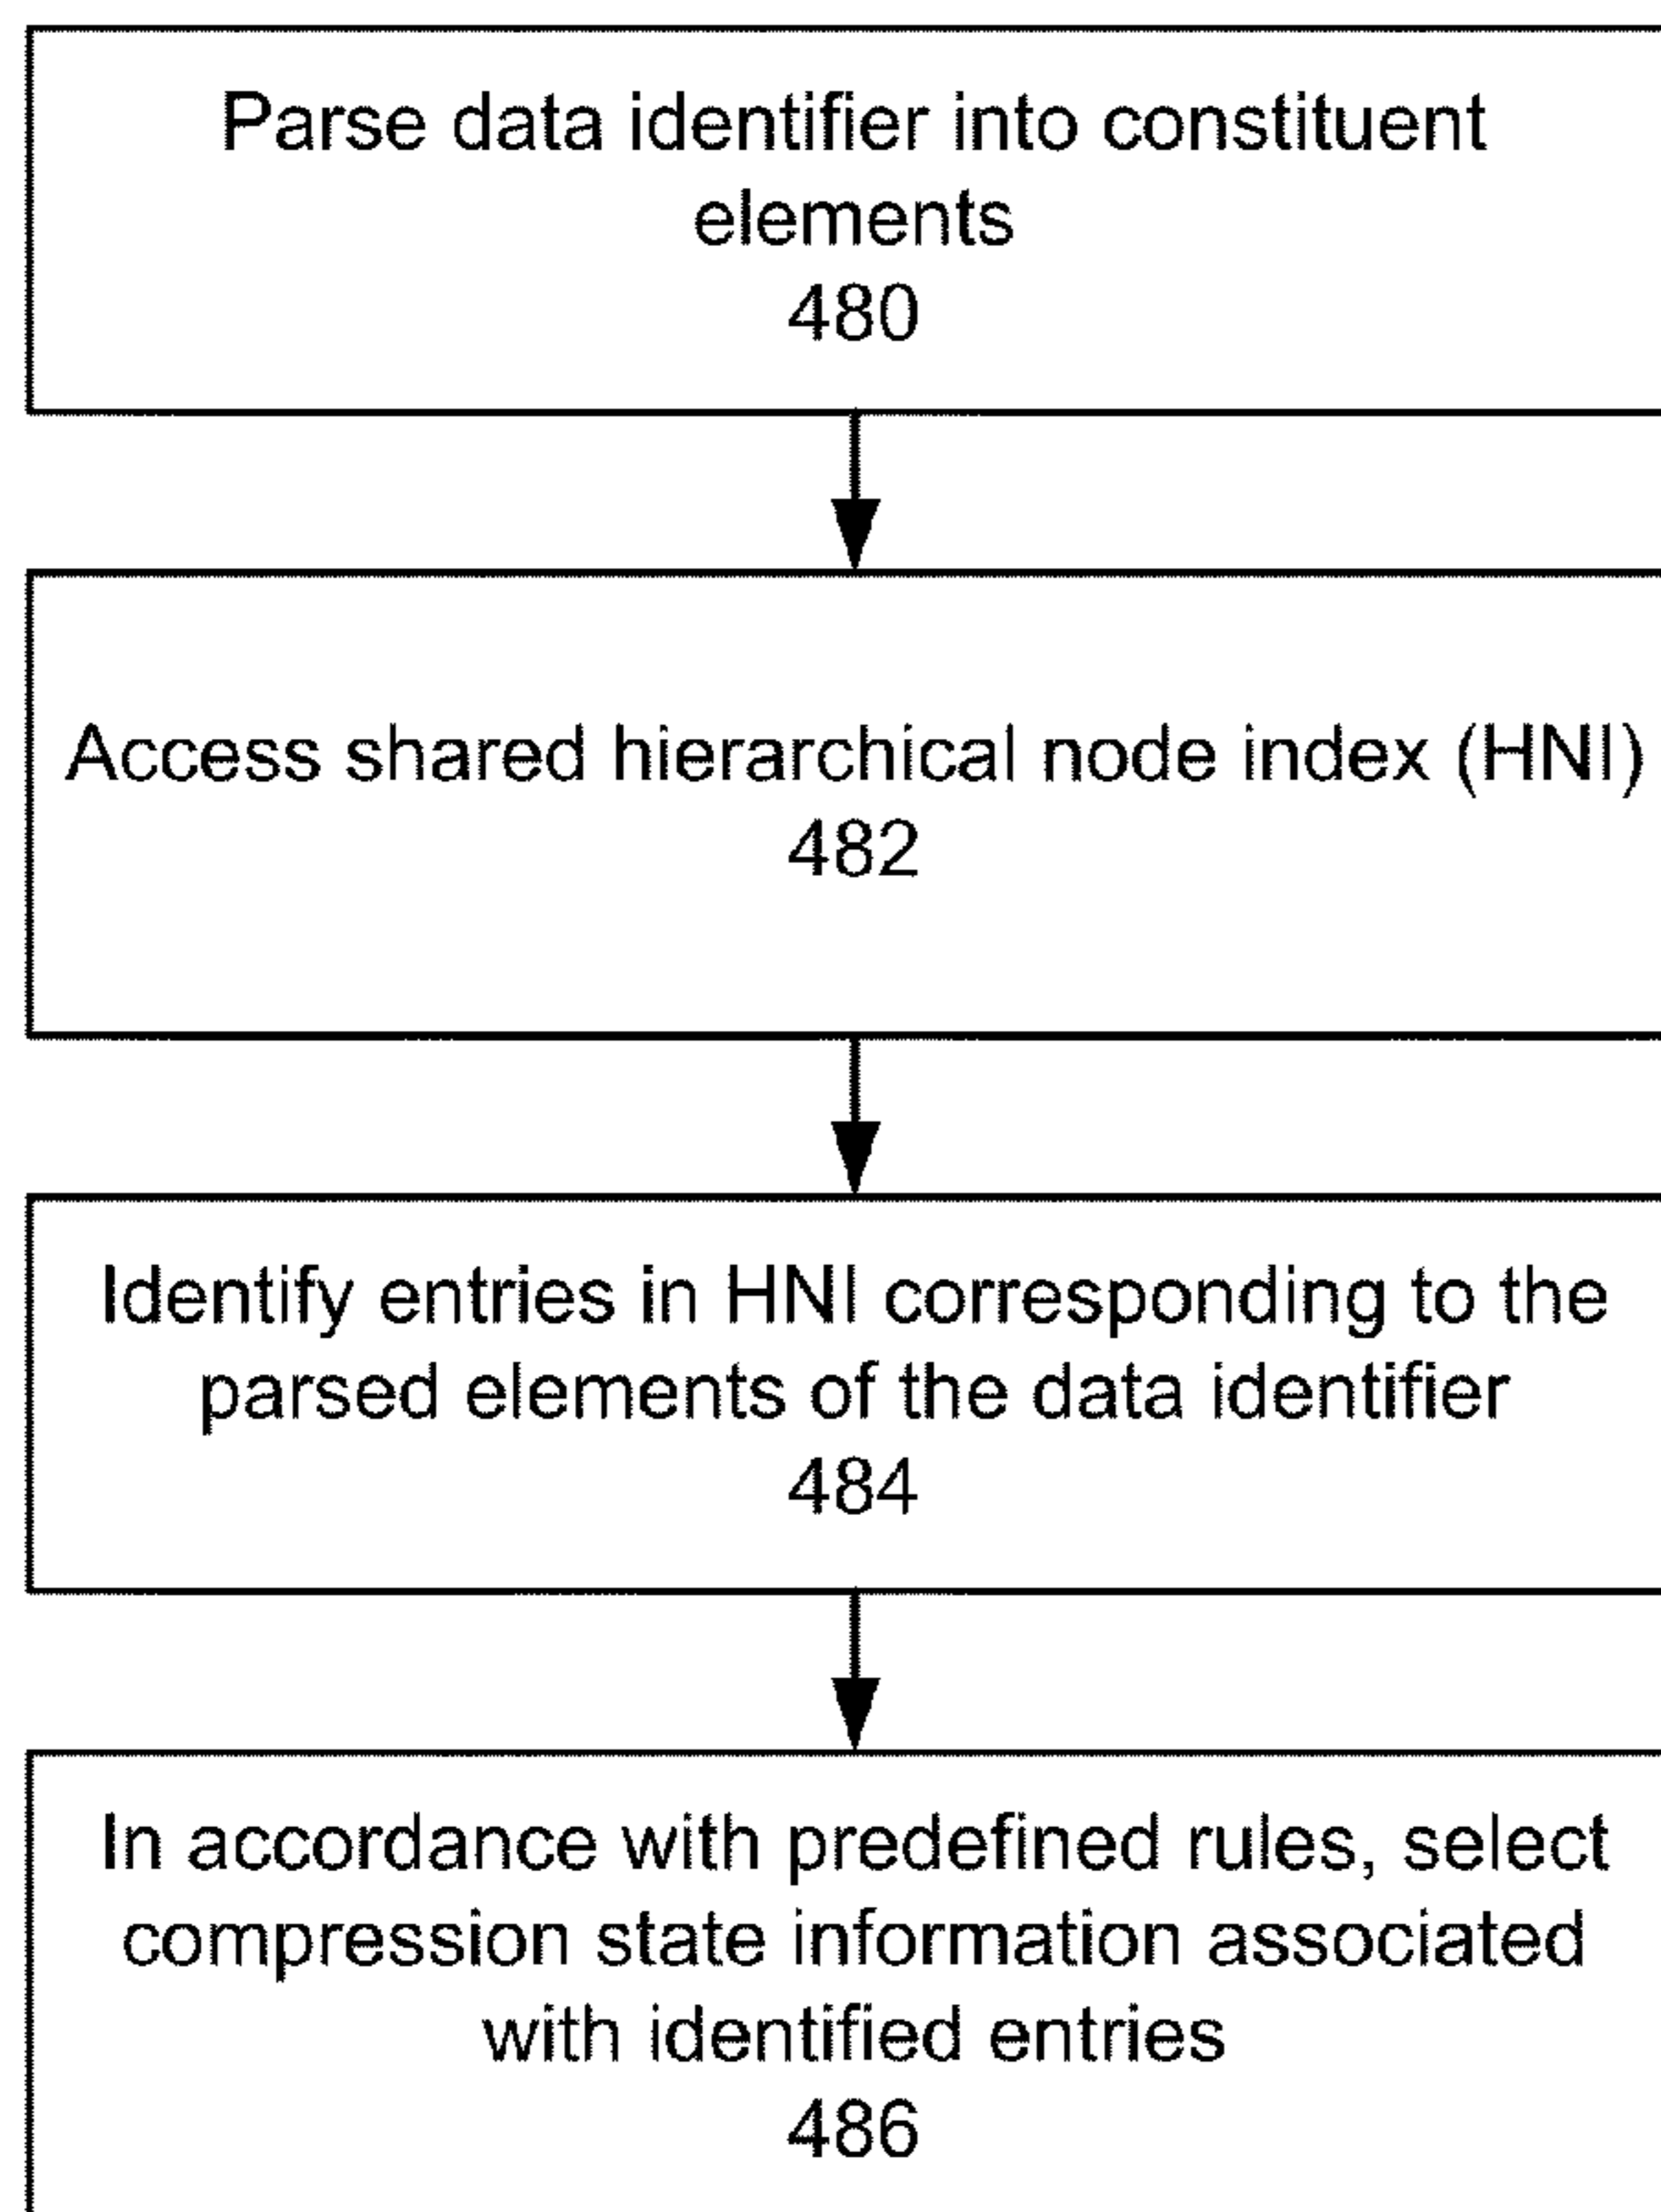 Parse data identifier into constituent
elements
480
Access shared hierarchical node index (HNI)
482
Identify entries in HNI corresponding to the
parsed elements of the data identifier
484
In accordance with predefined rules, select
compression state information associated
with identified entries
486